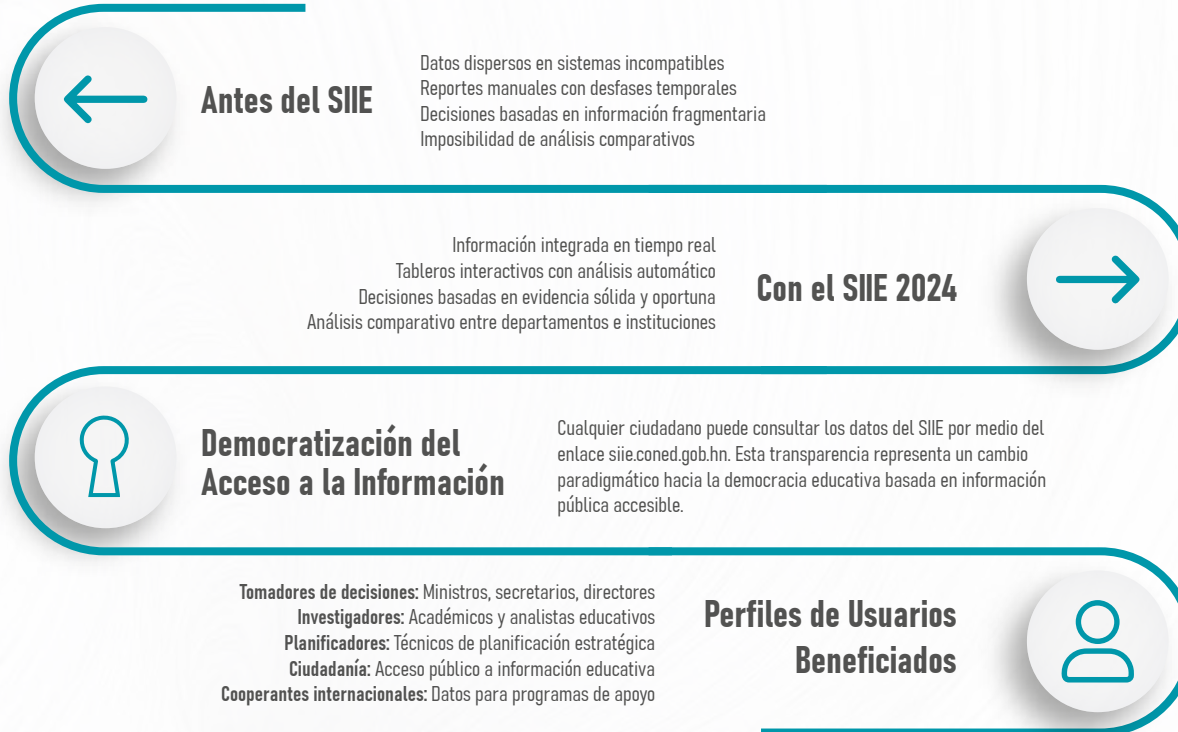 Antes del SIIE
Datos dispersos en sistemas incompatibles
Reportes manuales con desfases temporales
Decisiones basadas en información fragmentaria
Imposibilidad de análisis comparativos
Información integrada en tiempo real
Tableros interactivos con análisis automático
Decisiones basadas en evidencia sólida y oportuna
Análisis comparativo entre departamentos e instituciones
Con el SIIE 2024
Democratización del
Acceso a la Información
Cualquier ciudadano puede consultar los datos del SIIE por medio del
enlace siie.coned.gob.hn. Esta transparencia representa un cambio
paradigmático hacia la democracia educativa basada en información
pública accesible.
Tomadores de decisiones: Ministros, secretarios, directores
Investigadores: Académicos y analistas educativos
Planificadores: Técnicos de planificación estratégica
Ciudadanía: Acceso público a información educativa
Cooperantes internacionales: Datos para programas de apoyo
Perfiles de Usuarios
Beneficiados